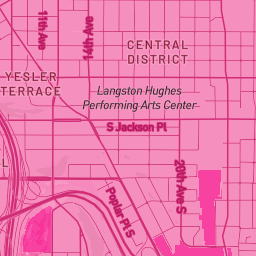 11th Ave
14th Ave
CENTRAL
DISTRICT
YESLER
TERRACE
Langston Hughes
Performing Arts Center
S Jackson Pl
L
20th Ave S
Poplar Pl S